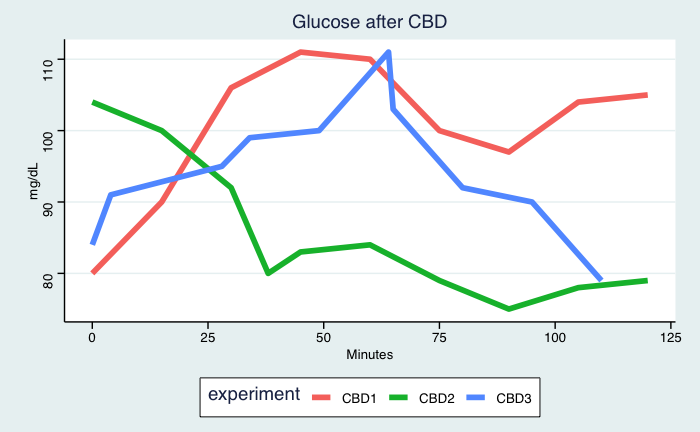 Glucose after CBD
mg/dL
110
100
90
80
0 25 50 75 100 125
Minutes
experiment CBD1 CBD2 CBD3